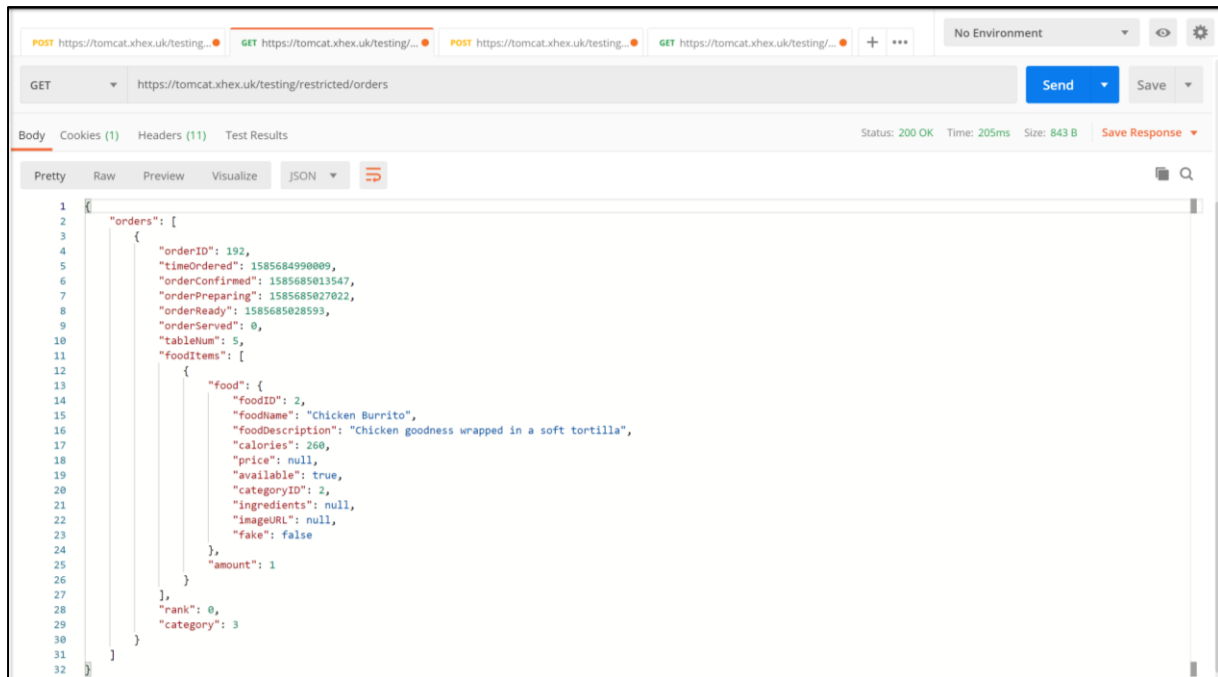 POST https://tomcat.xhex.uk/testing... GET https://tomcat.xhex.uk/testing/... POST https://tomcat.xhex.uk/testing... GET https://tomcat.xhex.uk/testing/... + ••• No Environment
GET https://tomcat.xhex.uk/testing/restricted/orders Send Save
Body Cookies (1) Headers (11) Test Results Status: 200 OK Time: 205ms Size: 843 B Save Response
Pretty Raw Preview Visualize JSON
1 {
2 "orders": [
3 {
4 "orderID": 192,
5 "timeOrdered": 1585684990009,
6 "orderConfirmed": 1585685013547,
7 "orderPreparing": 1585685027022,
8 "orderReady": 1585685028593,
9 "orderServed": 0,
10 "tableNum": 5,
11 "foodItems": [
12 {
13 "food": {
14 "foodID": 2,
15 "foodName": "Chicken Burrito",
16 "foodDescription": "Chicken goodness wrapped in a soft tortilla",
17 "calories": 260,
18 "price": null,
19 "available": true,
20 "categoryID": 2,
21 "ingredients": null,
22 "imageURL": null,
23 "fake": false
24 },
25 "amount": 1
26 }
27 ],
28 "rank": 0,
29 "category": 3
30 }
31 ]
32 }